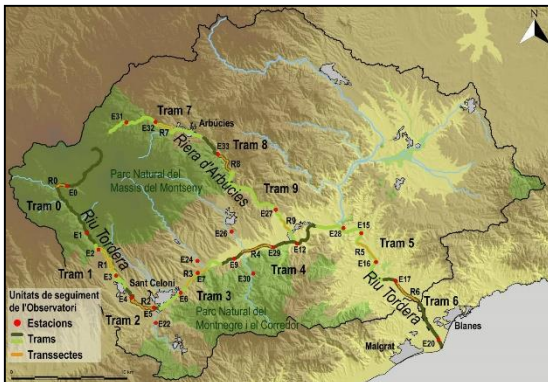 N
Tram 7
E31
E32
R7
Arbúcies
E33
Tram 8
R8
Riera d'Arbúcies
Parc Natural del
Massís del Montseny
R0
E0
Tram 0
Tram 9
E27
R9
E26
E1
E2
R1
Riu Tordera
E28
E15
Tram 5
E12
E29
R4
E9
Tram 4
R5
E16
E24
E3
Tram 1
Sant Celoni
R3
E7
E30
E17
Riu Tordera
R6
Tram 6
E4
R2
E5
E6
Tram 3
Tram 2
E22
Parc Natural del
Montnegre i el Corredor
Blanes
Malgrat
E20
Unitats de seguiment
de l'Observatori
Estacions
Trams
Transsectes